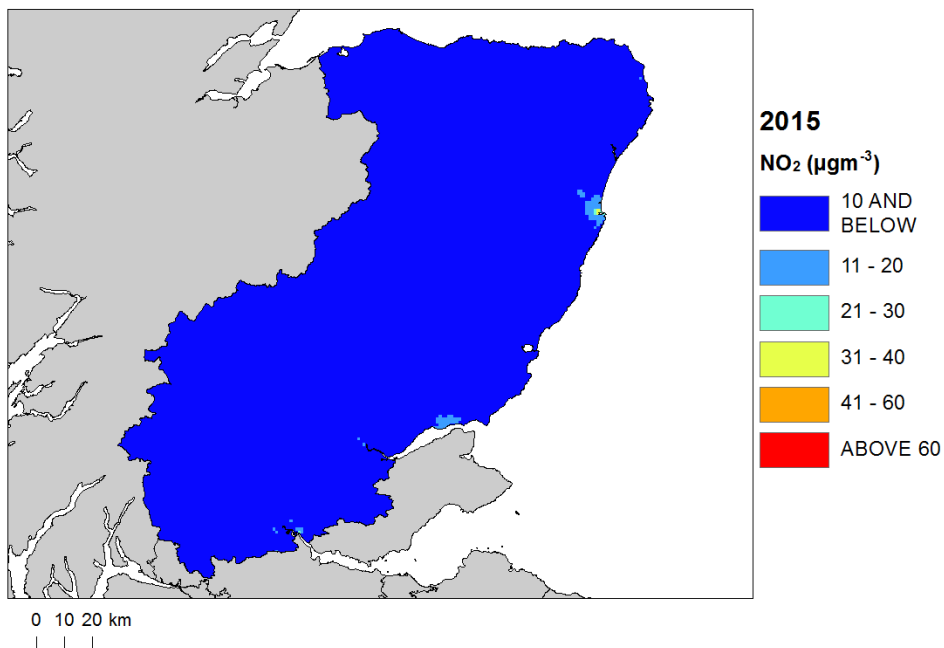 2015
NO₂ (µgm⁻³)
10 AND
BELOW
11 - 20
21 - 30
31 - 40
41 - 60
ABOVE 60
0 10 20 km